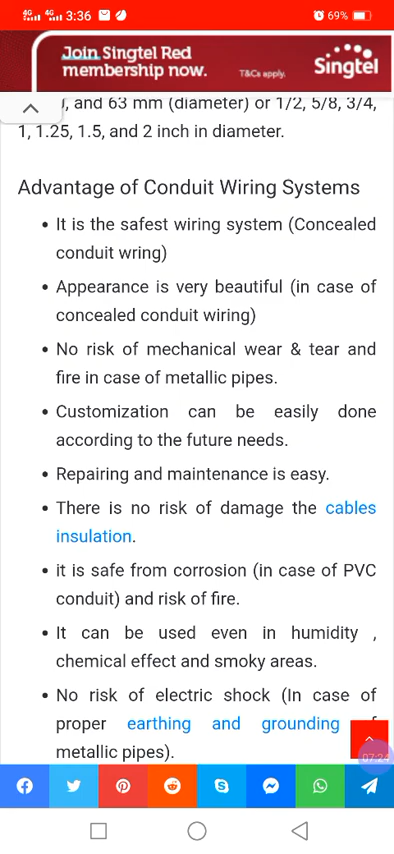 4G 4G 3:36 69%
Join Singtel Red
membership now.
T&Cs apply.
Singtel
, and 63 mm (diameter) or 1/2, 5/8, 3/4,
1, 1.25, 1.5, and 2 inch in diameter.
Advantage of Conduit Wiring Systems
• It is the safest wiring system (Concealed
conduit wring)
• Appearance is very beautiful (in case of
concealed conduit wiring)
• No risk of mechanical wear & tear and
fire in case of metallic pipes.
• Customization can be easily done
according to the future needs.
• Repairing and maintenance is easy.
• There is no risk of damage the cables
insulation.
• it is safe from corrosion (in case of PVC
conduit) and risk of fire.
• It can be used even in humidity ,
chemical effect and smoky areas.
• No risk of electric shock (In case of
proper earthing and grounding
metallic pipes).
07:24